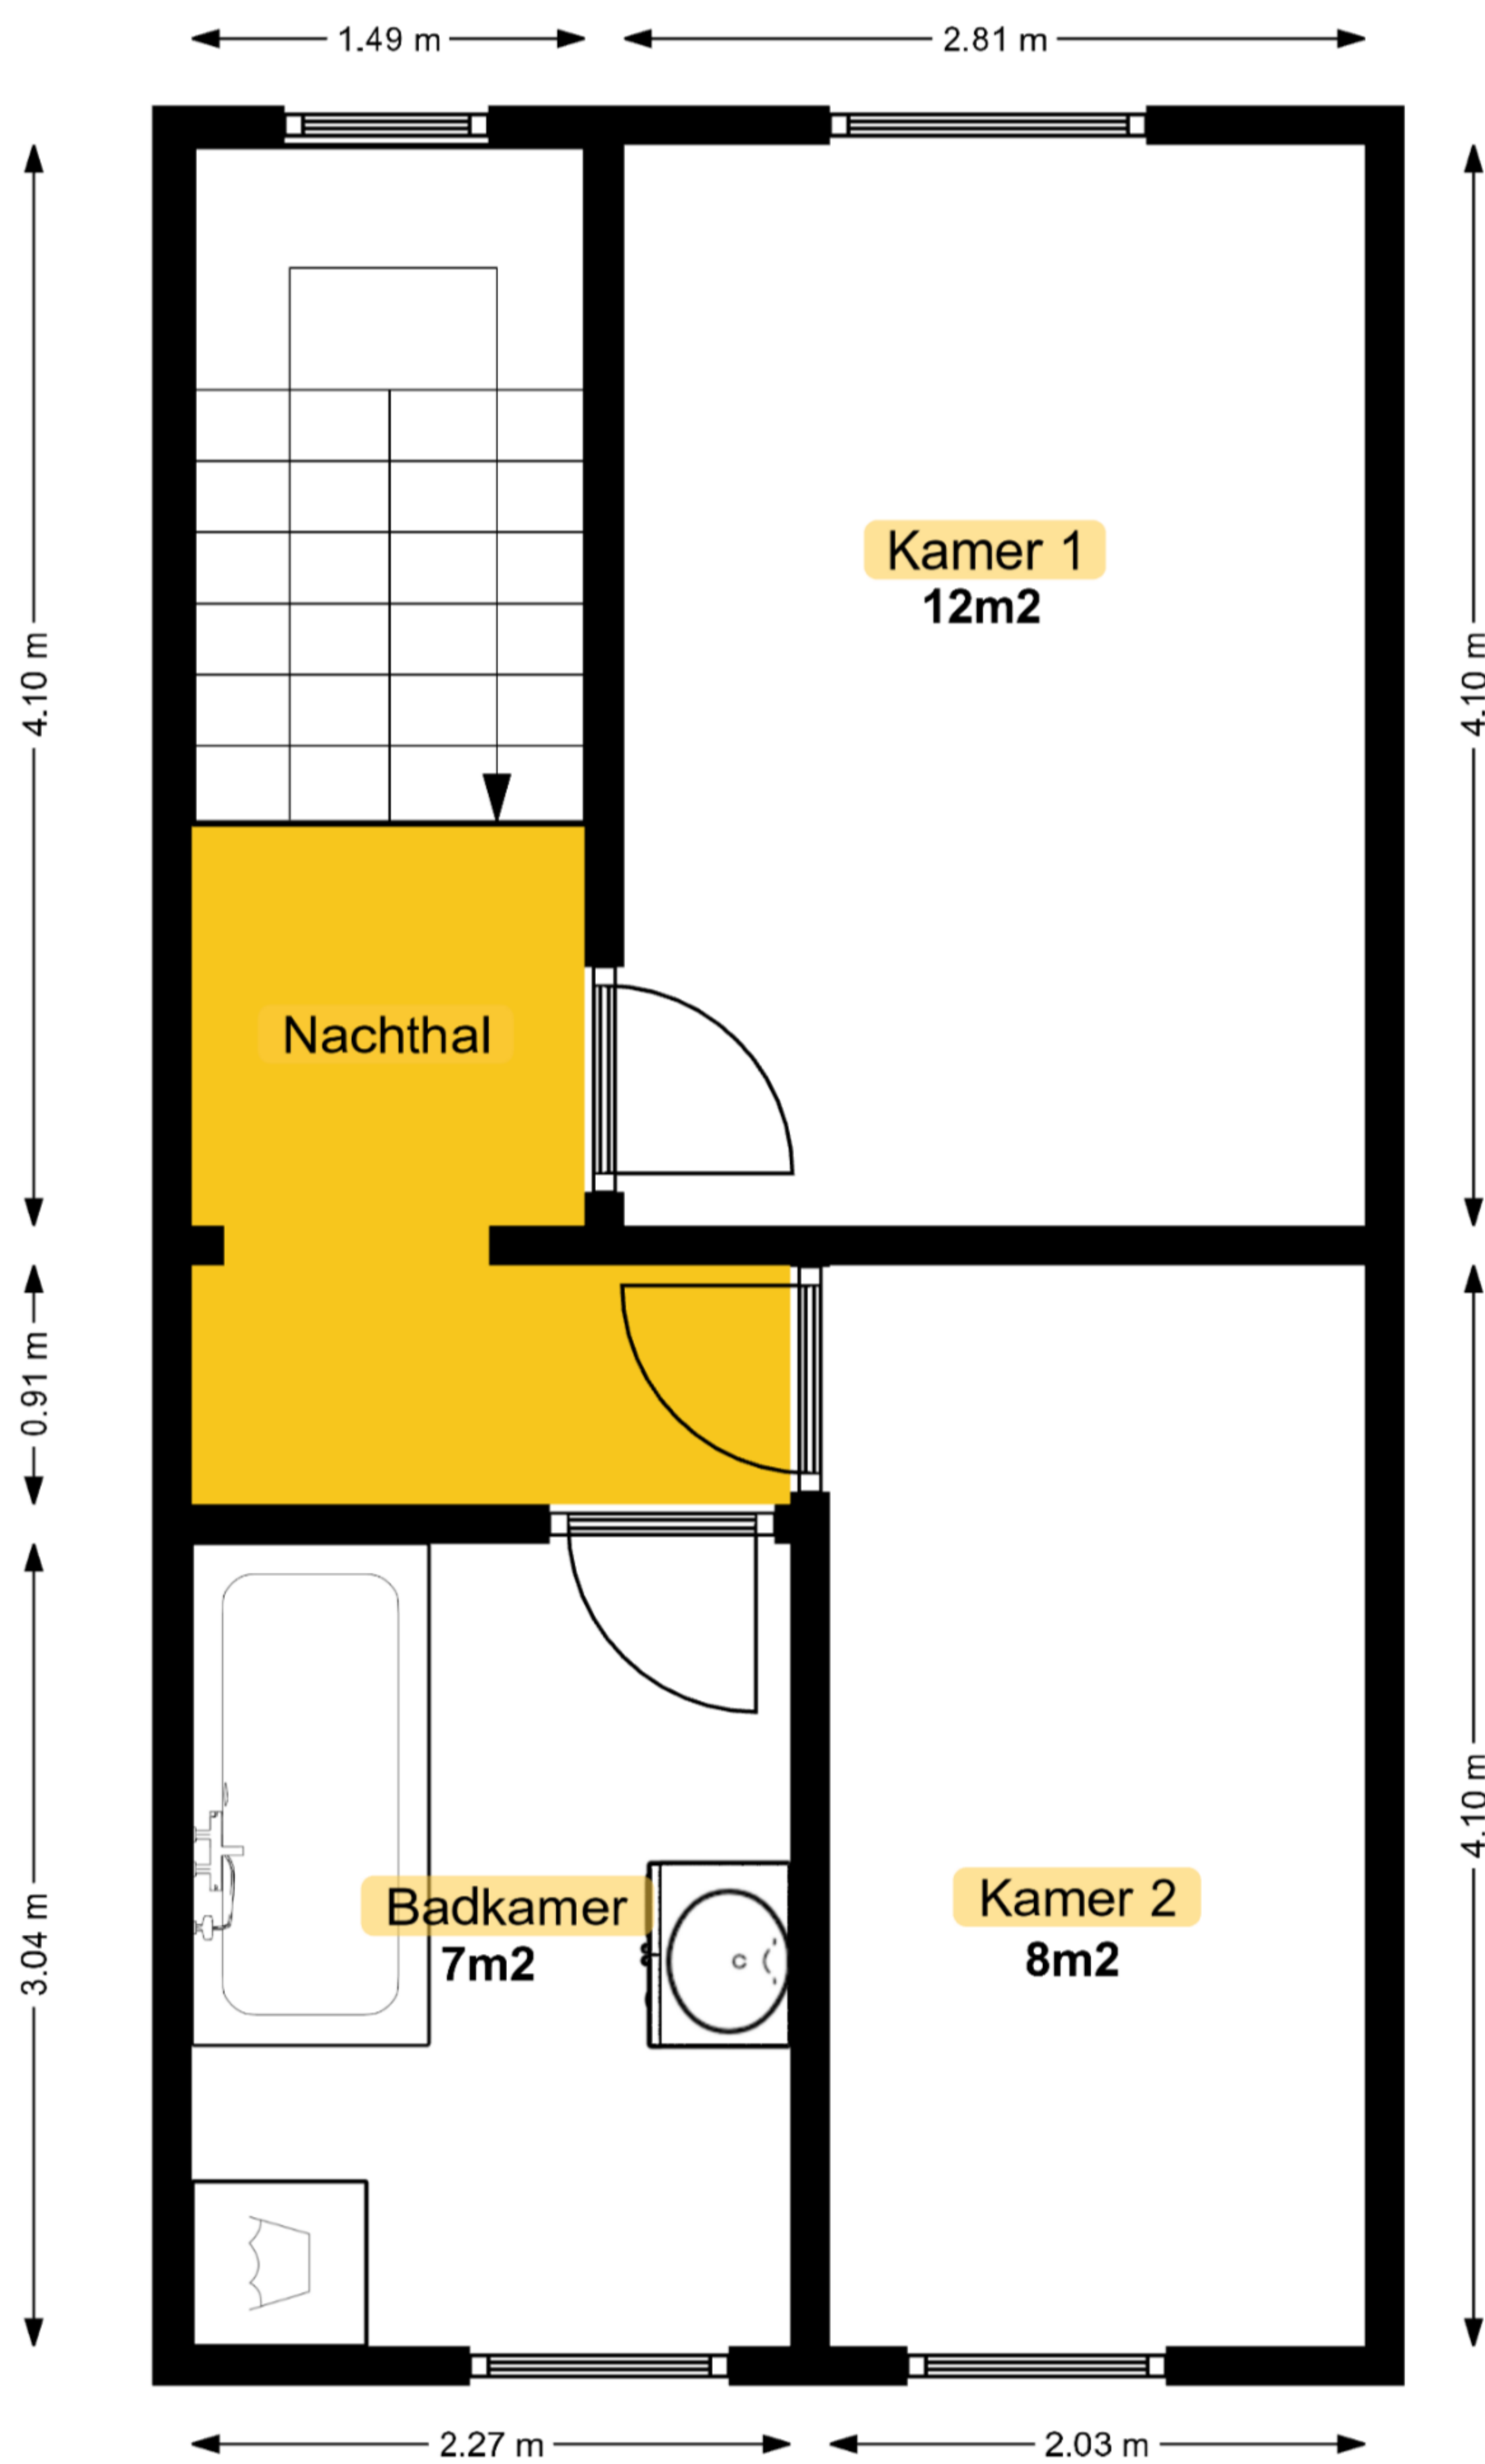 1.49 m
2.81 m
4.10 m
4.10 m
Kamer 1
12m2
Nachthal
0.91 m
3.04 m
4.10 m
Badkamer
7m2
Kamer 2
8m2
2.27 m
2.03 m